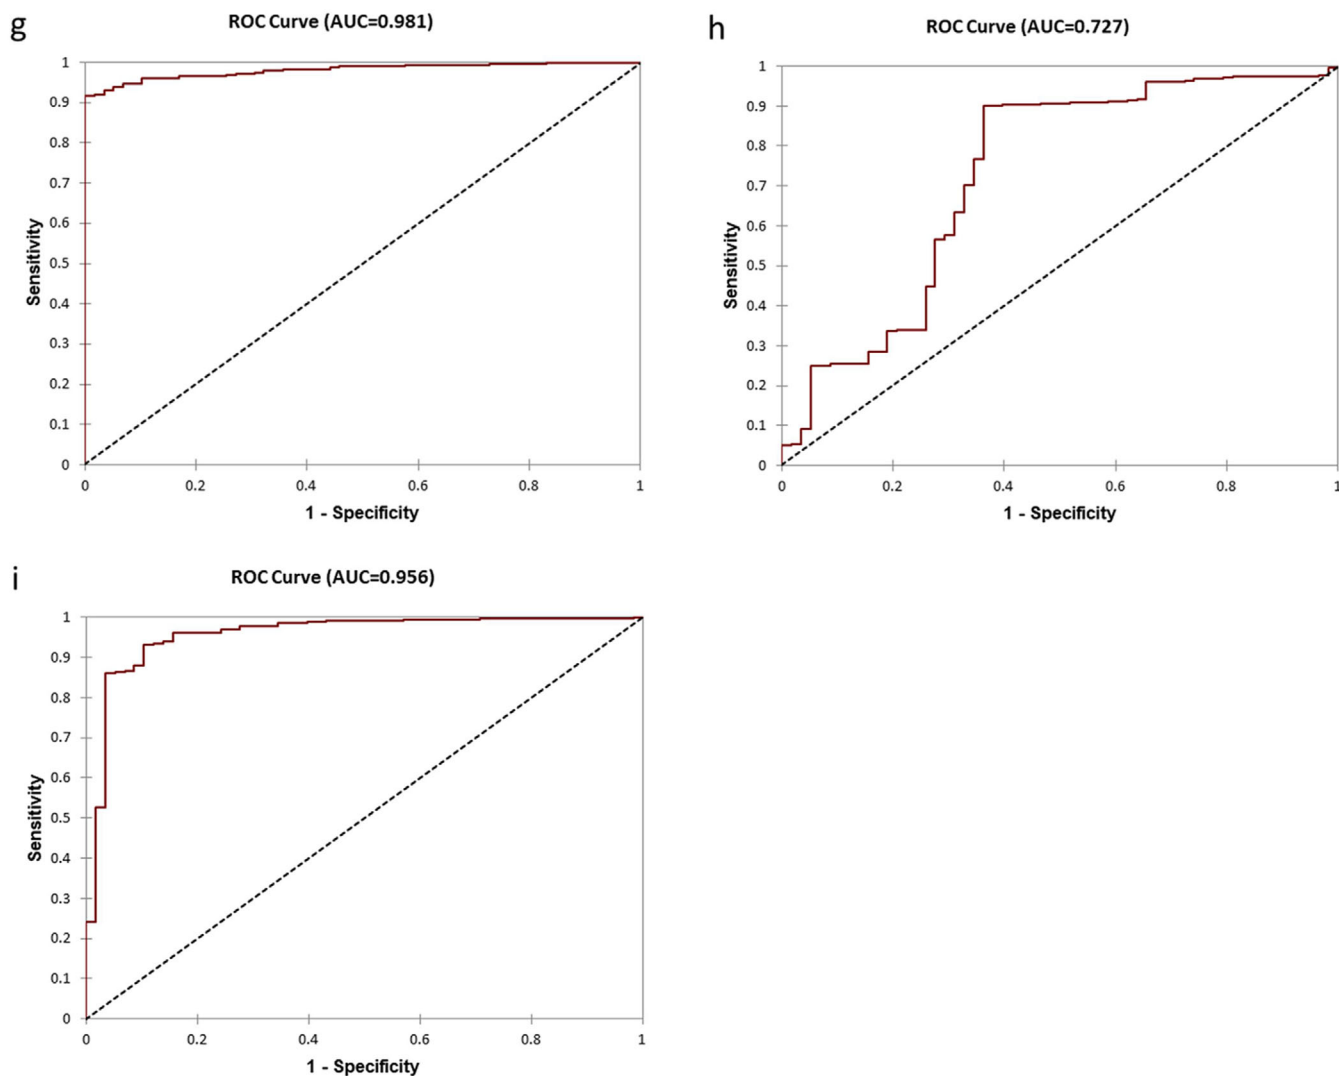 g
ROC Curve (AUC=0.981)
1
0.9
0.8
0.7
0.6
0.5
0.4
0.3
0.2
0.1
0
Sensitivity
0 0.2 0.4 0.6 0.8 1
1 - Specificity
h
ROC Curve (AUC=0.727)
1
0.9
0.8
0.7
0.6
0.5
0.4
0.3
0.2
0.1
0
Sensitivity
0 0.2 0.4 0.6 0.8 1
1 - Specificity
i
ROC Curve (AUC=0.956)
1
0.9
0.8
0.7
0.6
0.5
0.4
0.3
0.2
0.1
0
Sensitivity
0 0.2 0.4 0.6 0.8 1
1 - Specificity